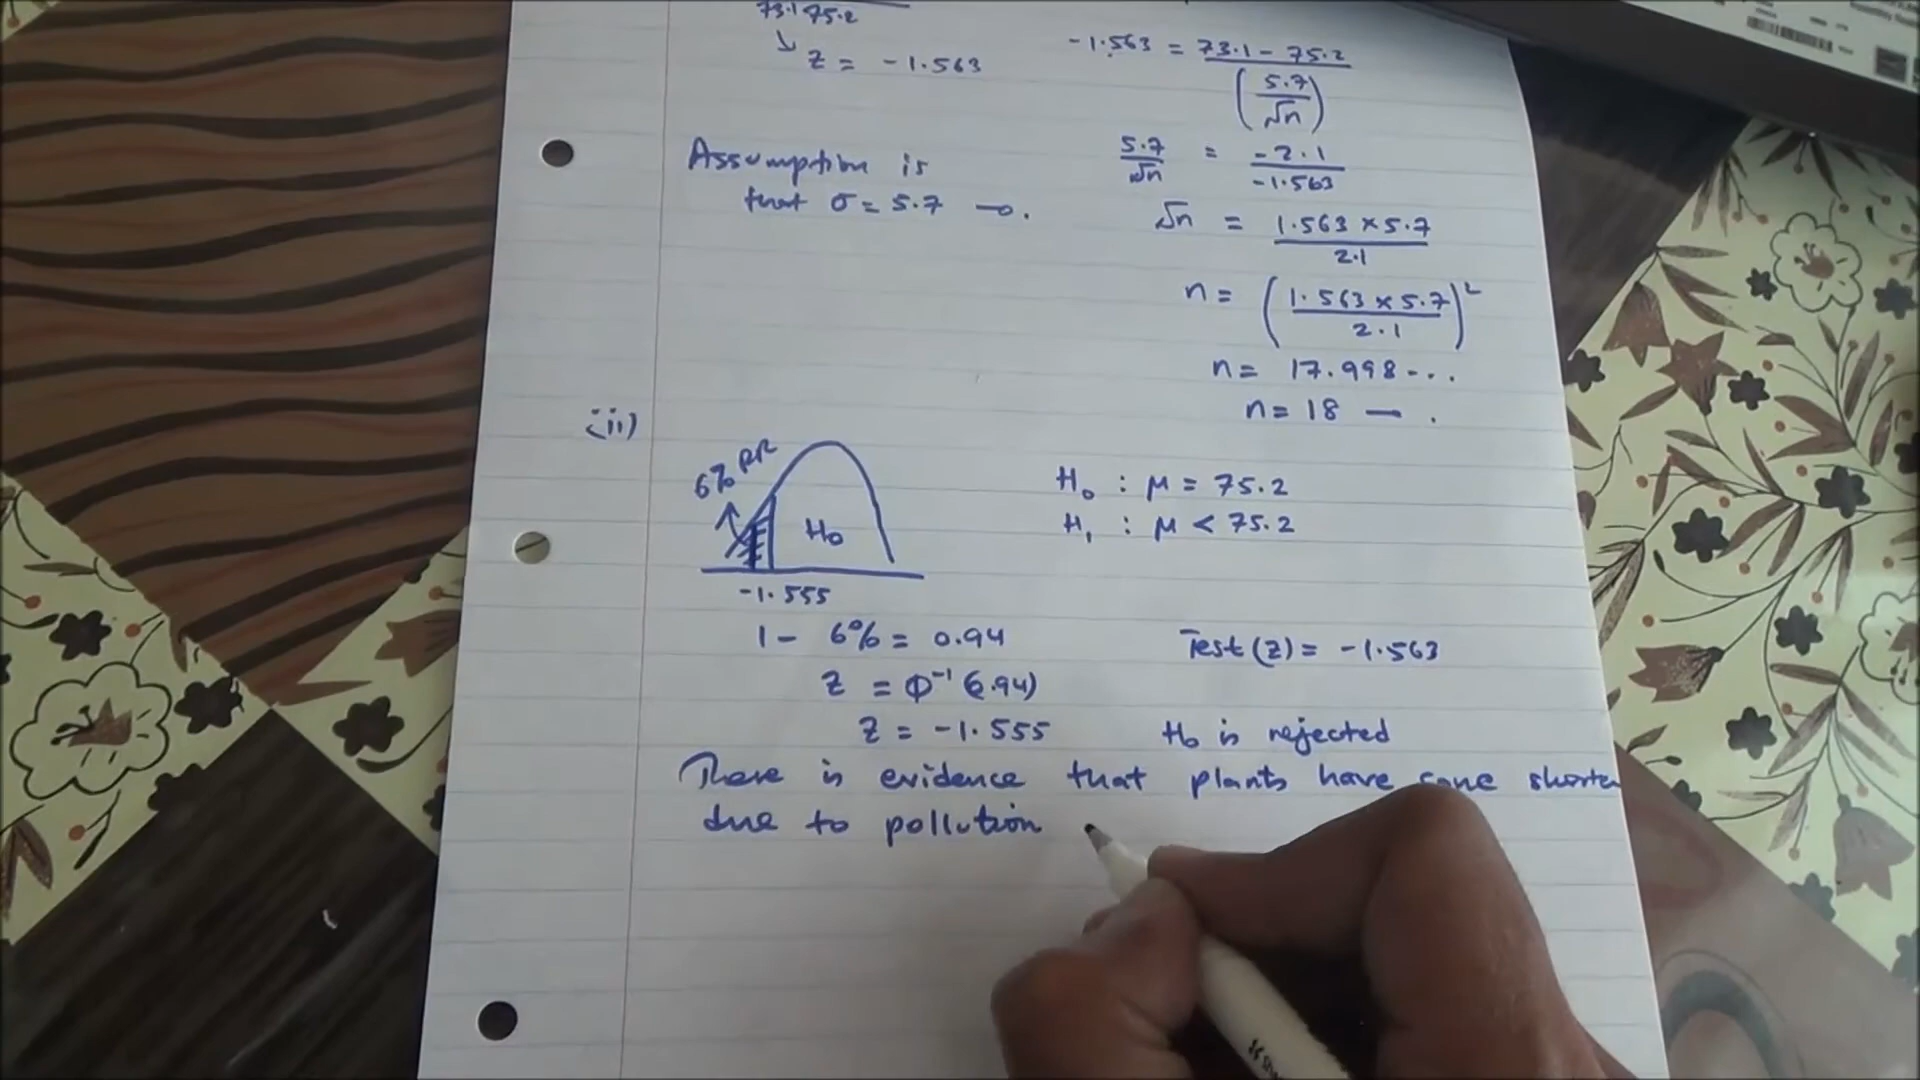 73.1 75.2
z = -1.563
Assumption is
that σ = 5.7
-1.563 = 73.1 - 75.2 / (5.7/√n)
5.7/√n = -2.1/-1.563
√n = 1.563 x 5.7 / 2.1
n = (1.563 x 5.7 / 2.1)²
n = 17.998...
n = 18
(ii)
6% RR
H₀
-1.555
H₀ : μ = 75.2
H₁ : μ < 75.2
1 - 6% = 0.94
z = Φ⁻¹(0.94)
z = -1.555
Test(z) = -1.563
H₀ is rejected
There is evidence that plants have shorter
due to pollution